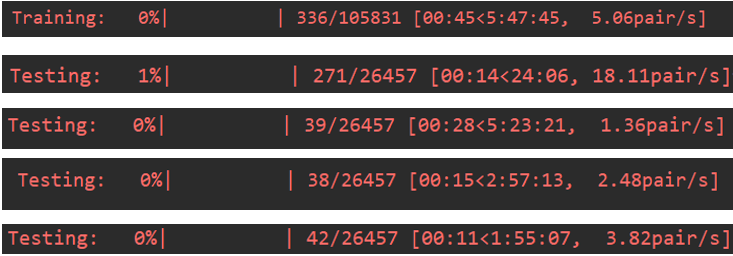 Training:   0%|          | 336/105831 [00:45<5:47:45,  5.06pair/s]
Testing:   1%|          | 271/26457 [00:14<24:06, 18.11pair/s]
Testing:   0%|          | 39/26457 [00:28<5:23:21,  1.36pair/s]
Testing:   0%|          | 38/26457 [00:15<2:57:13,  2.48pair/s]
Testing:   0%|          | 42/26457 [00:11<1:55:07,  3.82pair/s]